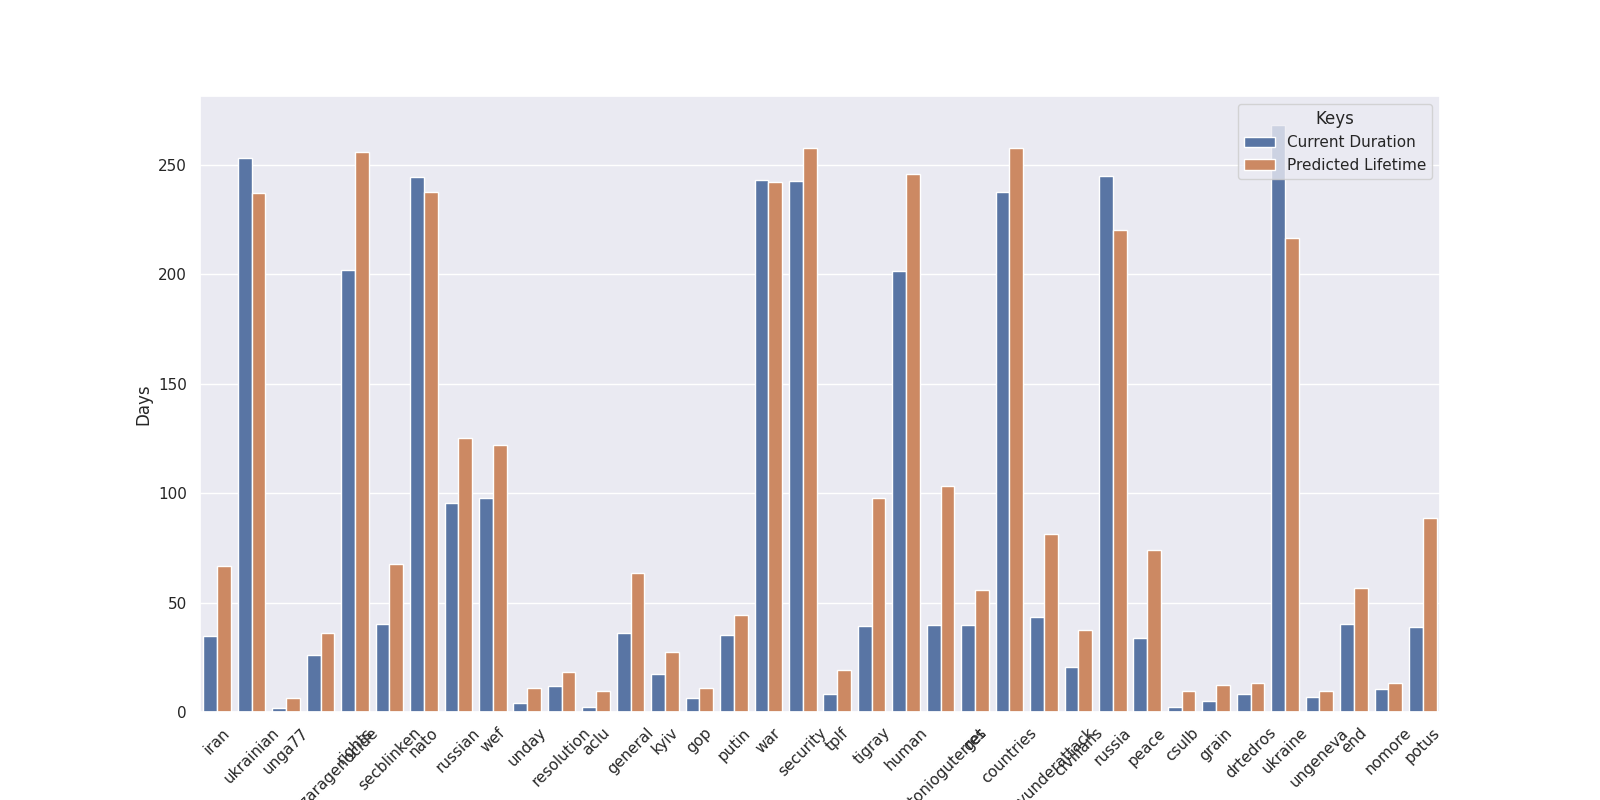 Keys
Current Duration
Predicted Lifetime
Days
250
200
150
100
50
0
iran
ukrainian
unga77
rights
secblinken
nato
russian
wef
unday
resolution
aclu
general
kyiv
gop
putin
war
security
tplf
tigray
human
countries
civilians
russia
peace
csulb
grain
drtedros
ukraine
ungeneva
end
nomore
potus